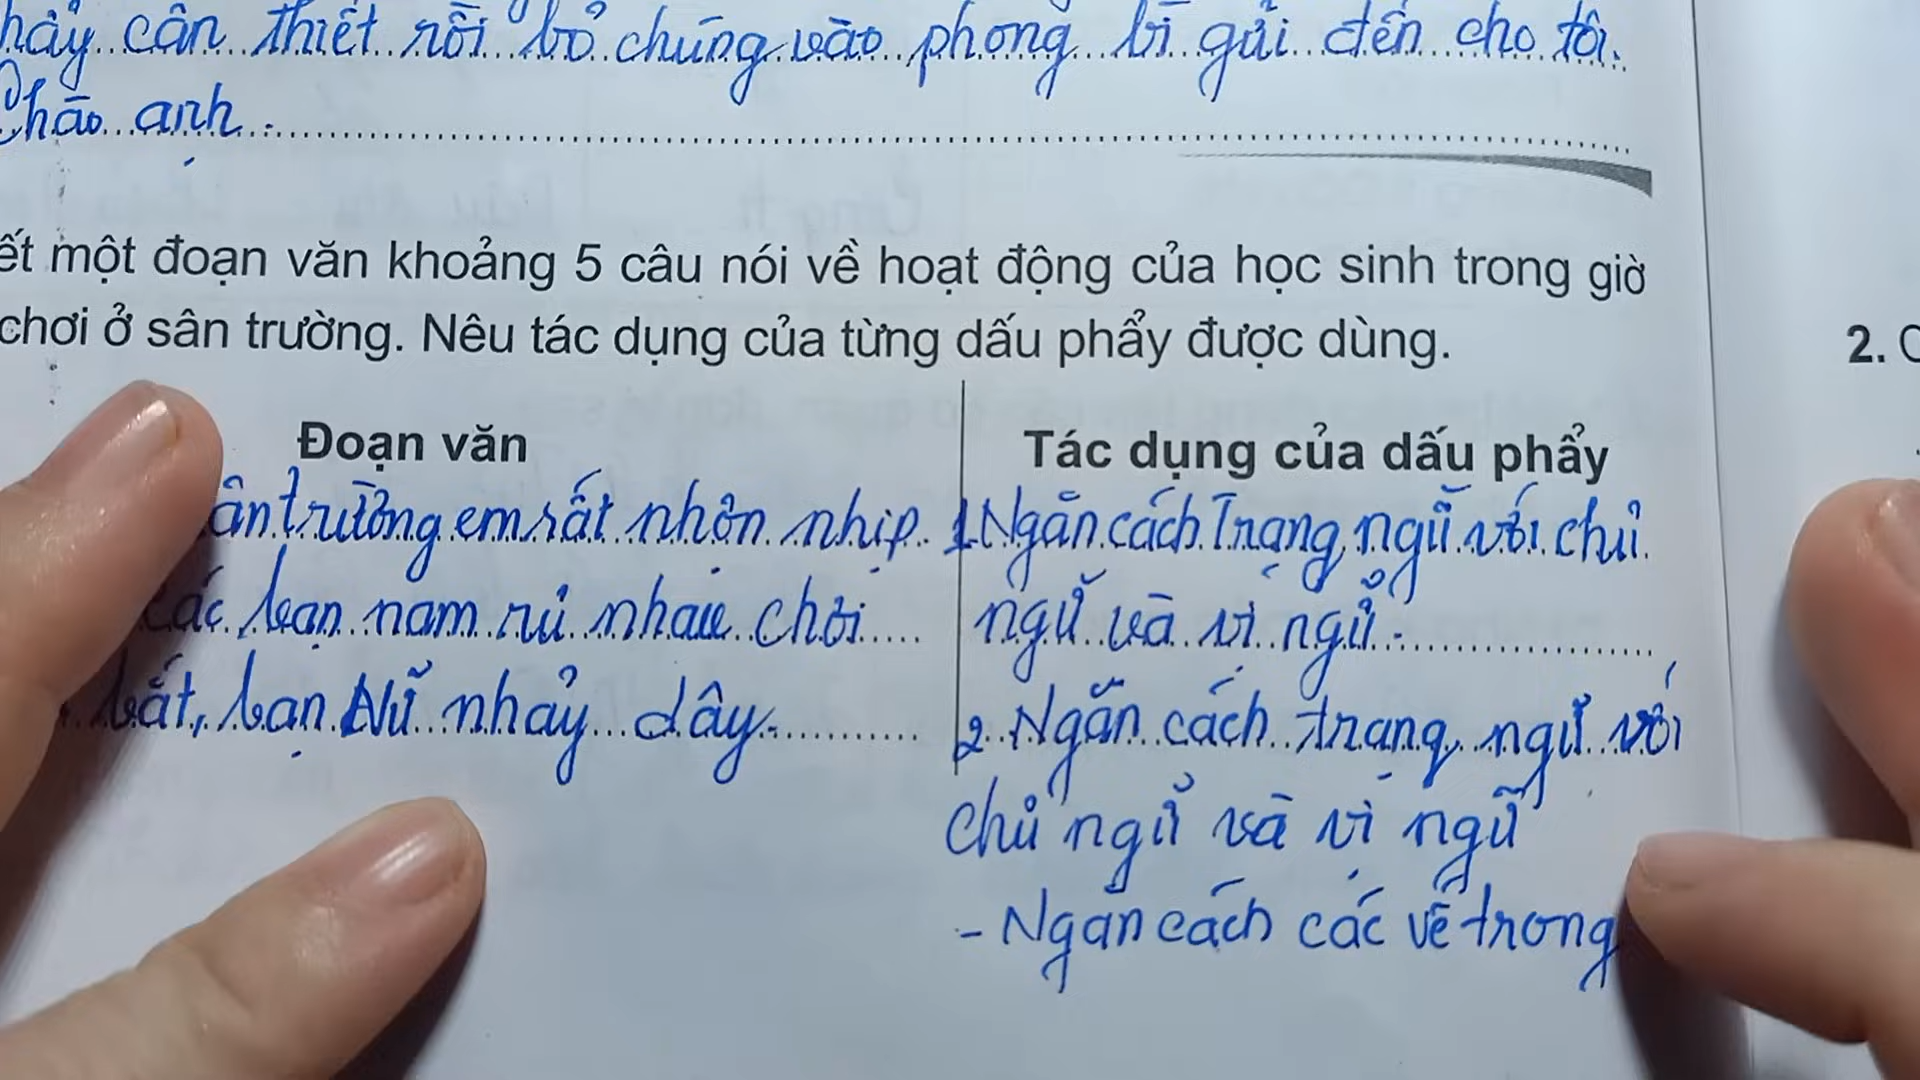 hảy cần thiết rồi bỏ chúng vào phong bì gửi đến cho tôi.
Chào anh.
ết một đoạn văn khoảng 5 câu nói về hoạt động của học sinh trong giờ
chơi ở sân trường. Nêu tác dụng của từng dấu phẩy được dùng.
2. C
Đoạn văn
ân trường em rất nhộn nhịp.
các bạn nam rủ nhau chơi
bắt, bạn Nữ nhảy dây.
Tác dụng của dấu phẩy
1. Ngăn cách Trạng ngữ với chủ
ngữ và vị ngữ.
2. Ngăn cách trạng ngữ với
chủ ngữ và vị ngữ
- Ngăn cách các vế trong